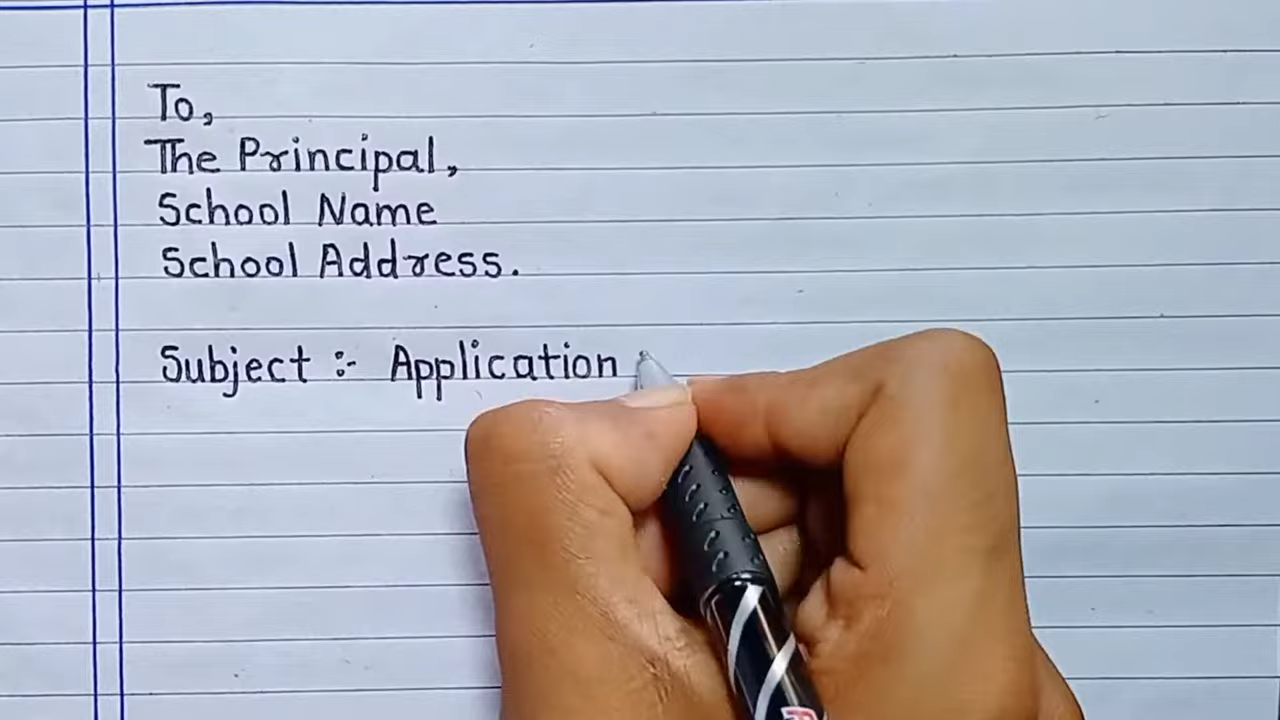 To,
The Principal,
School Name
School Address.
Subject :- Application